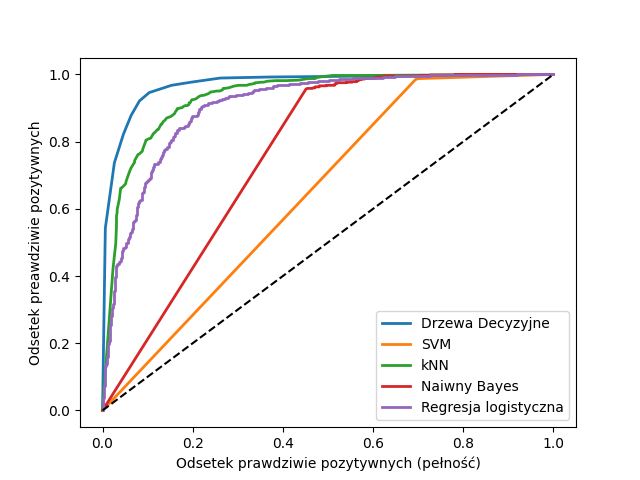 1.0
0.8
0.6
0.4
0.2
0.0
Odsetek preawdziwie pozytywnych
0.0 0.2 0.4 0.6 0.8 1.0
Odsetek prawdziwie pozytywnych (pełność)
Drzewa Decyzyjne
SVM
kNN
Naiwny Bayes
Regresja logistyczna